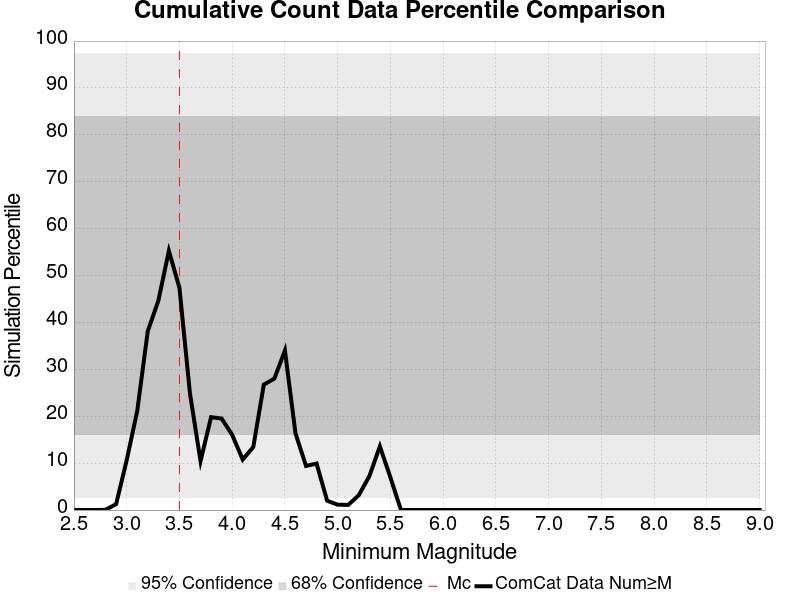 Cumulative Count Data Percentile Comparison
100
90
80
70
60
50
40
30
20
10
0
Simulation Percentile
2.5 3.0 3.5 4.0 4.5 5.0 5.5 6.0 6.5 7.0 7.5 8.0 8.5 9.0
Minimum Magnitude
95% Confidence 68% Confidence Mc ComCat Data Num≥M